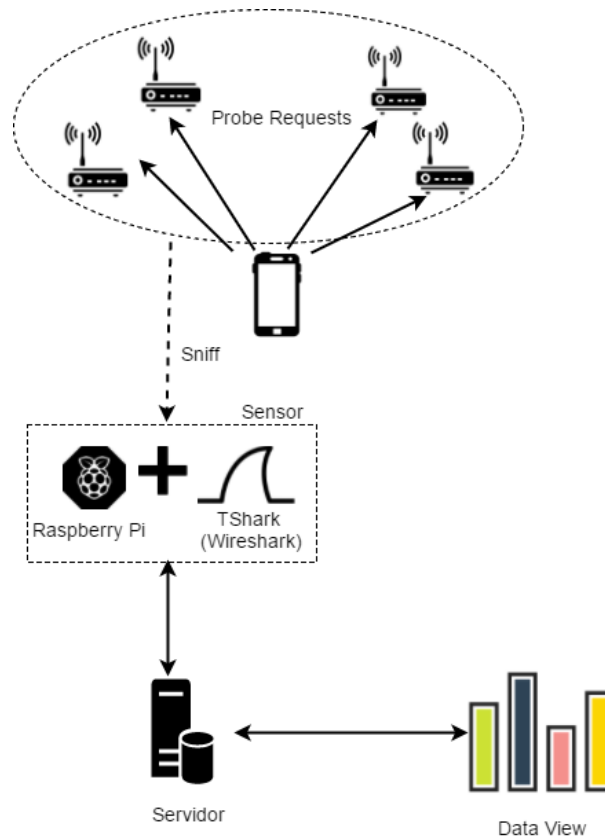 Probe Requests
Sniff
Sensor
Raspberry Pi
TShark
(Wireshark)
Servidor
Data View